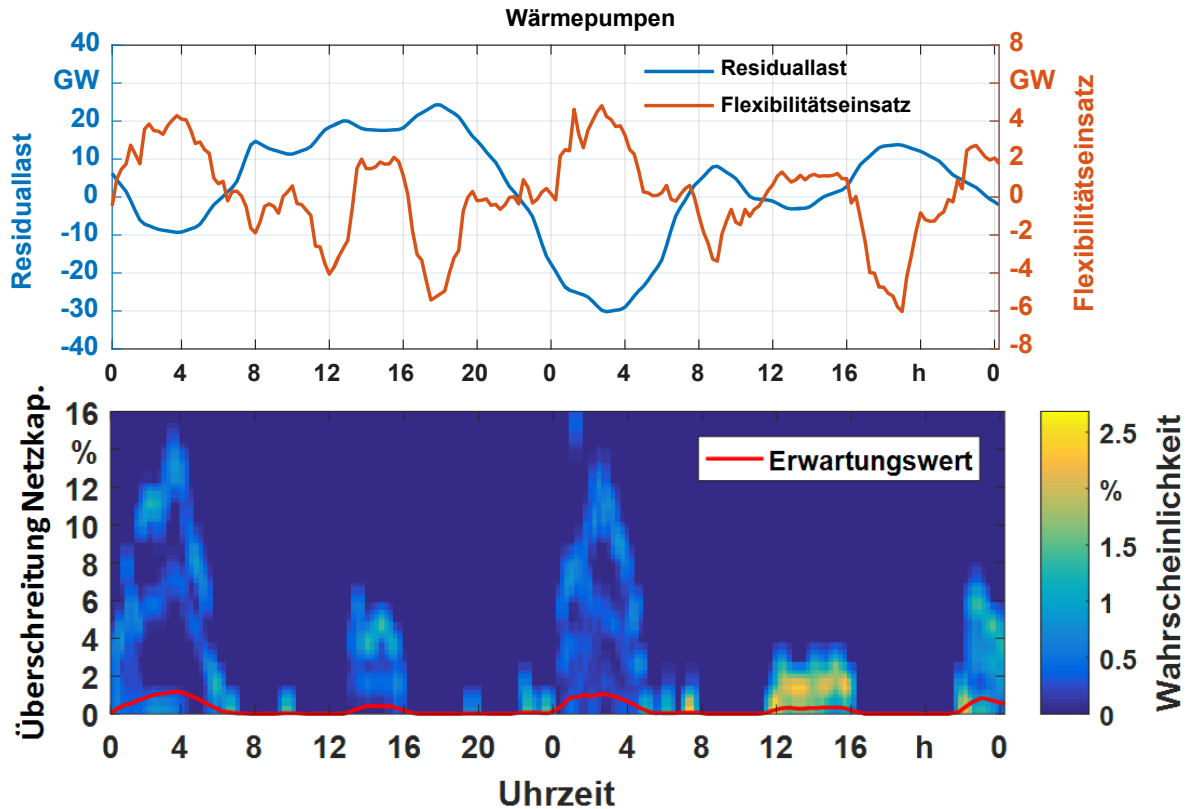 Wärmepumpen
40
GW
20
10
0
-10
-20
-30
-40
Residuallast
8
GW
4
2
0
-2
-4
-6
-8
Flexibilitätseinsatz
Residuallast
Flexibilitätseinsatz
0 4 8 12 16 20 0 4 8 12 16 h 0
Überschreitung Netzkap.
16
%
12
10
8
6
4
2
0
Erwartungswert
2.5
%
1.5
1
0.5
0
Wahrscheinlichkeit
0 4 8 12 16 20 0 4 8 12 16 h 0
Uhrzeit